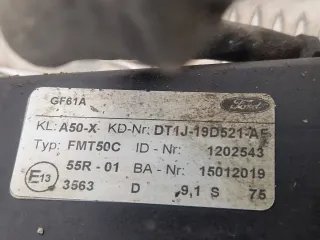 GF61A
Ford
KL: A50-X KD-Nr: DT1J-19D521-AF
Typ: FMT50C ID - Nr: 1202543
55R - 01 BA - Nr: 15012019
E13 3563 D 9,1 S 75